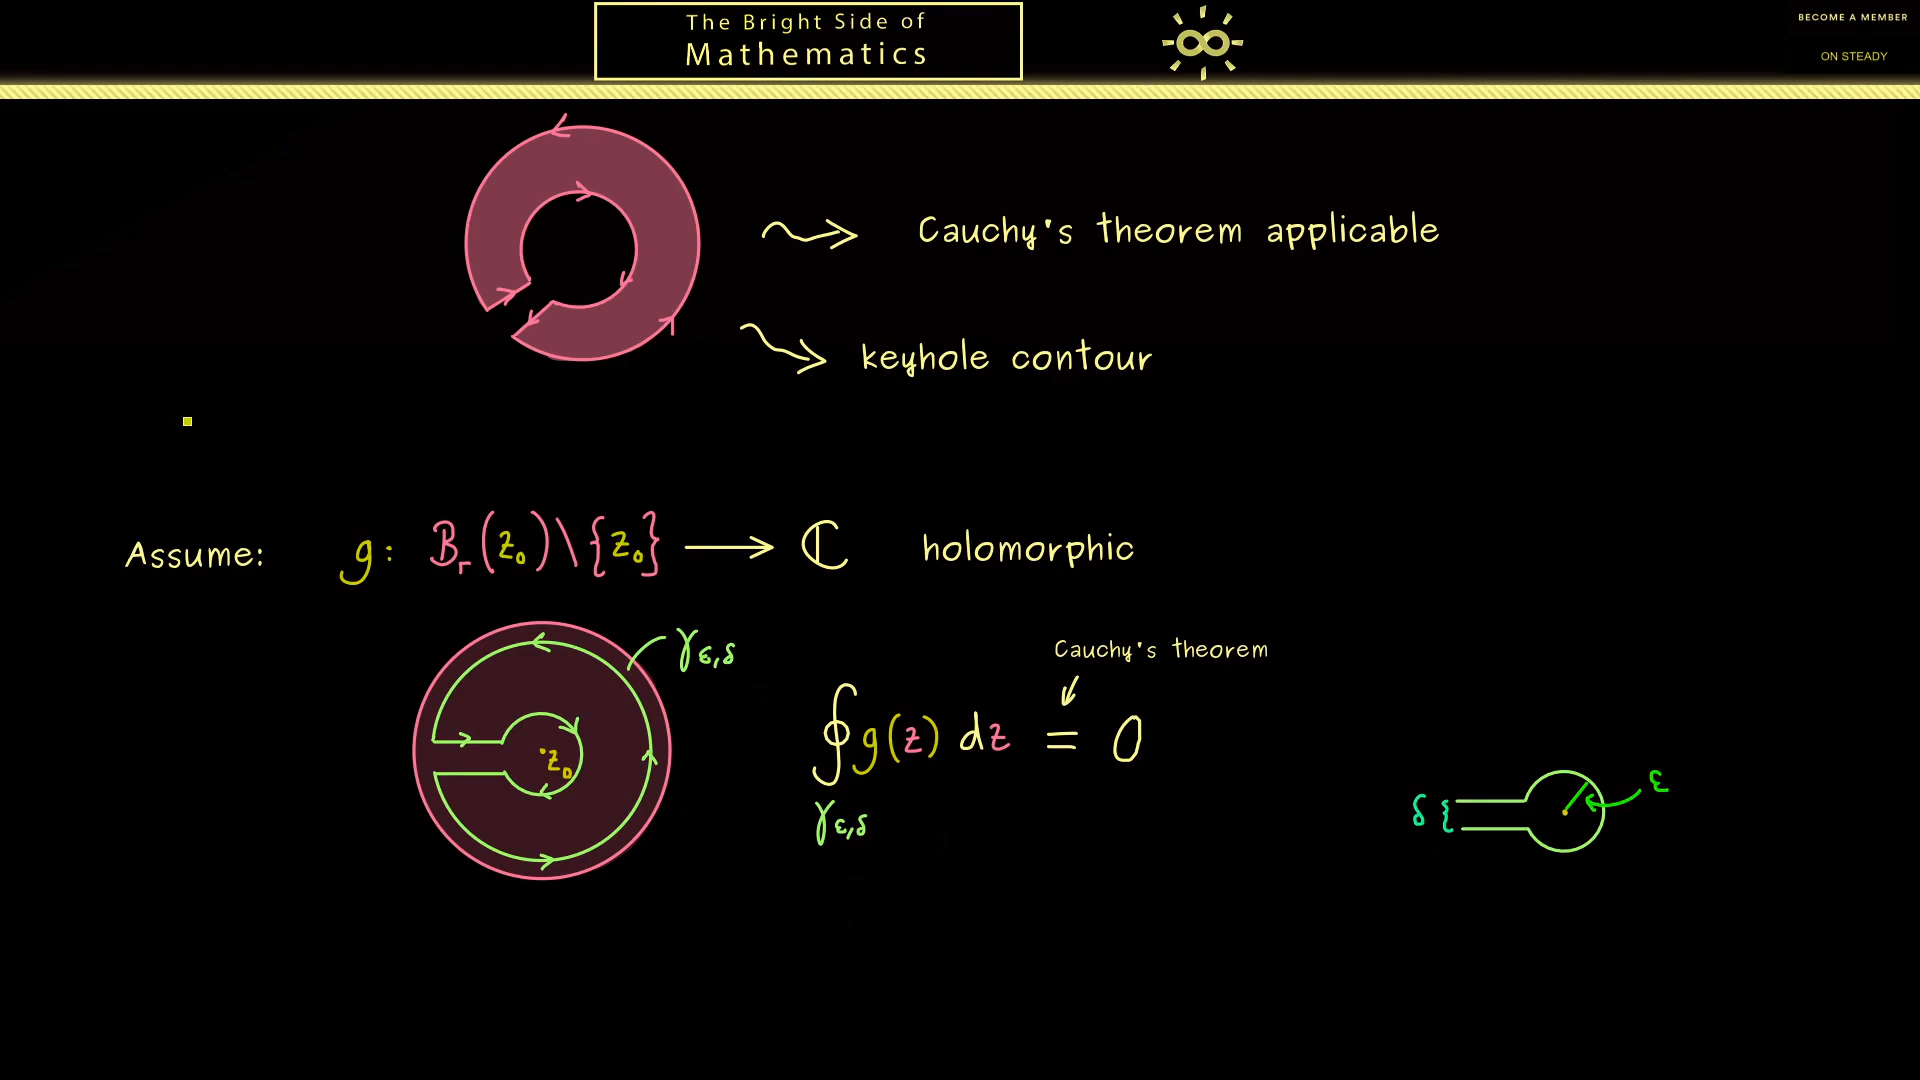 The Bright Side of
Mathematics
BECOME A MEMBER
ON STEADY
Cauchy's theorem applicable
keyhole contour
Assume: g: B_r(z_0)\{z_0} ⟶ ℂ holomorphic
γ_ε,δ
z_0
Cauchy's theorem
∮ g(z) dz = 0
γ_ε,δ
δ {
ε